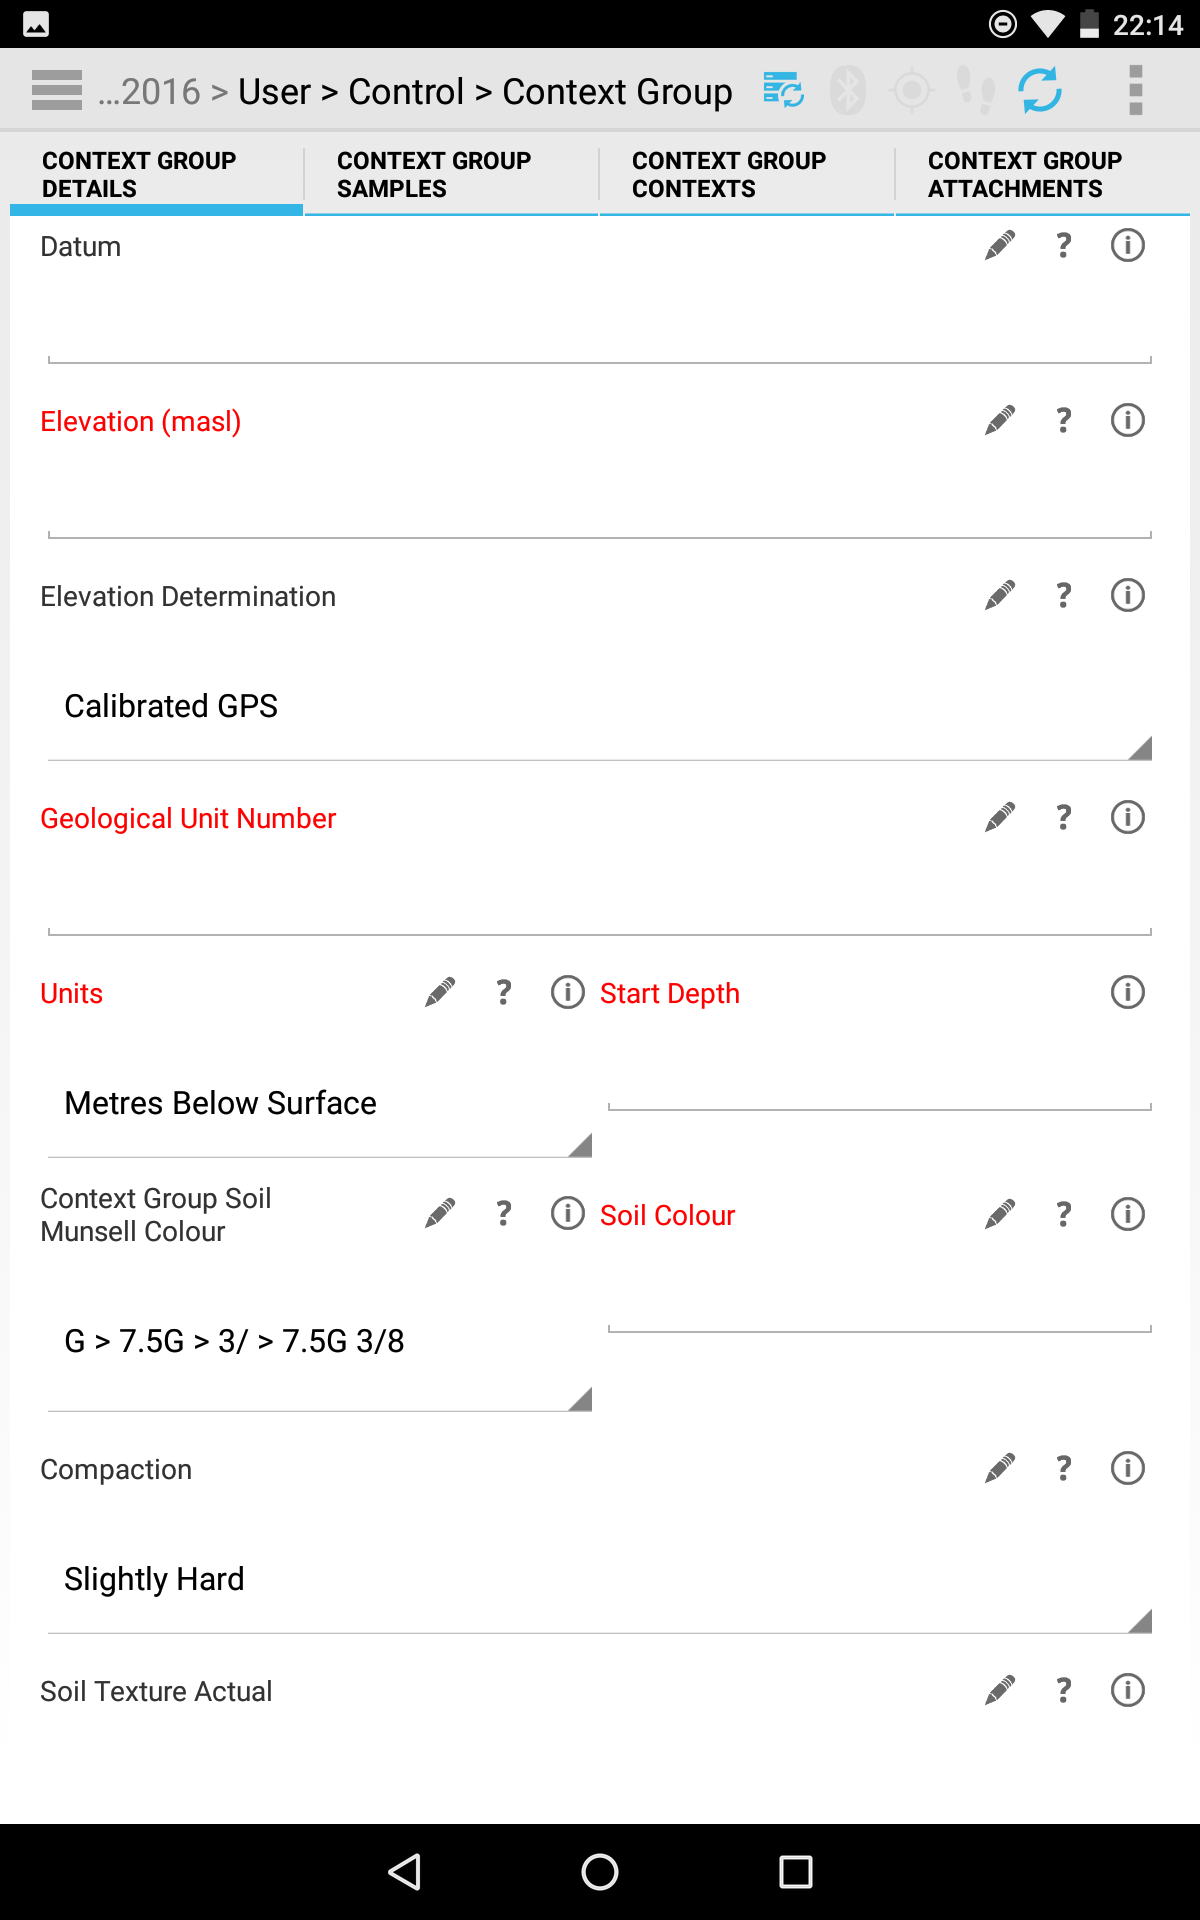 22:14
...2016 > User > Control > Context Group
CONTEXT GROUP DETAILS
CONTEXT GROUP SAMPLES
CONTEXT GROUP CONTEXTS
CONTEXT GROUP ATTACHMENTS
Datum ?
Elevation (masl) ?
Elevation Determination ?
Calibrated GPS
Geological Unit Number ?
Units ? Start Depth
Metres Below Surface
Context Group Soil
Munsell Colour ? Soil Colour ?
G > 7.5G > 3/ > 7.5G 3/8
Compaction ?
Slightly Hard
Soil Texture Actual ?